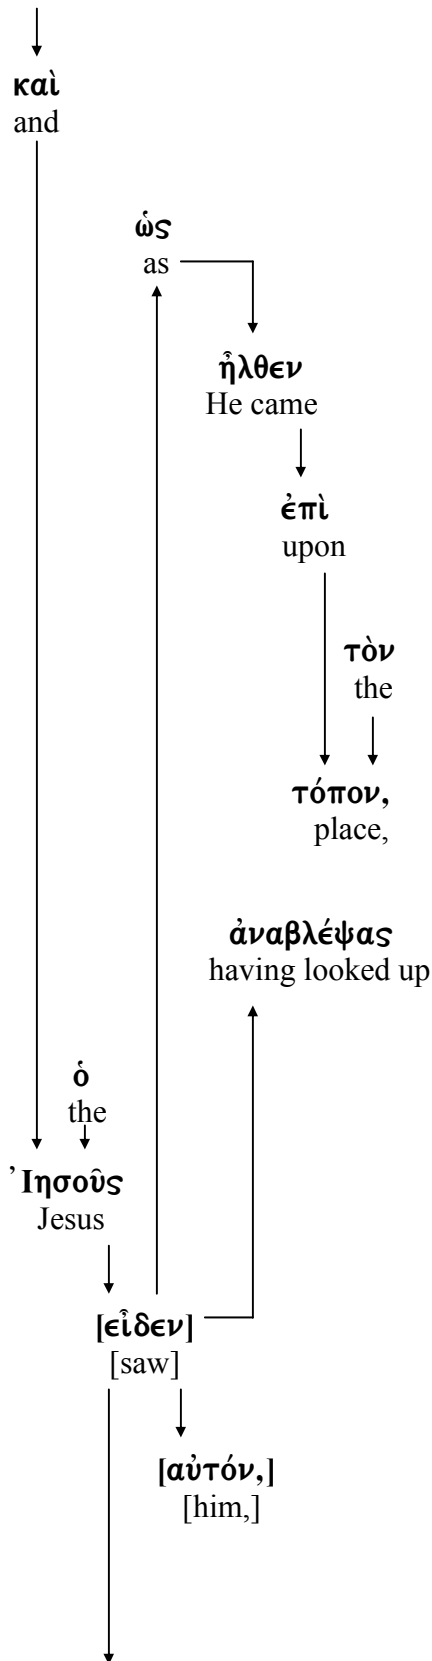 καὶ
and
ὡς
as
ἦλθεν
He came
ἐπὶ
upon
τὸν
the
τόπον,
place,
ἀναβλέψας
having looked up
ὁ
the
᾿Ιησοῦς
Jesus
[εἶδεν]
[saw]
[αὐτόν,]
[him,]